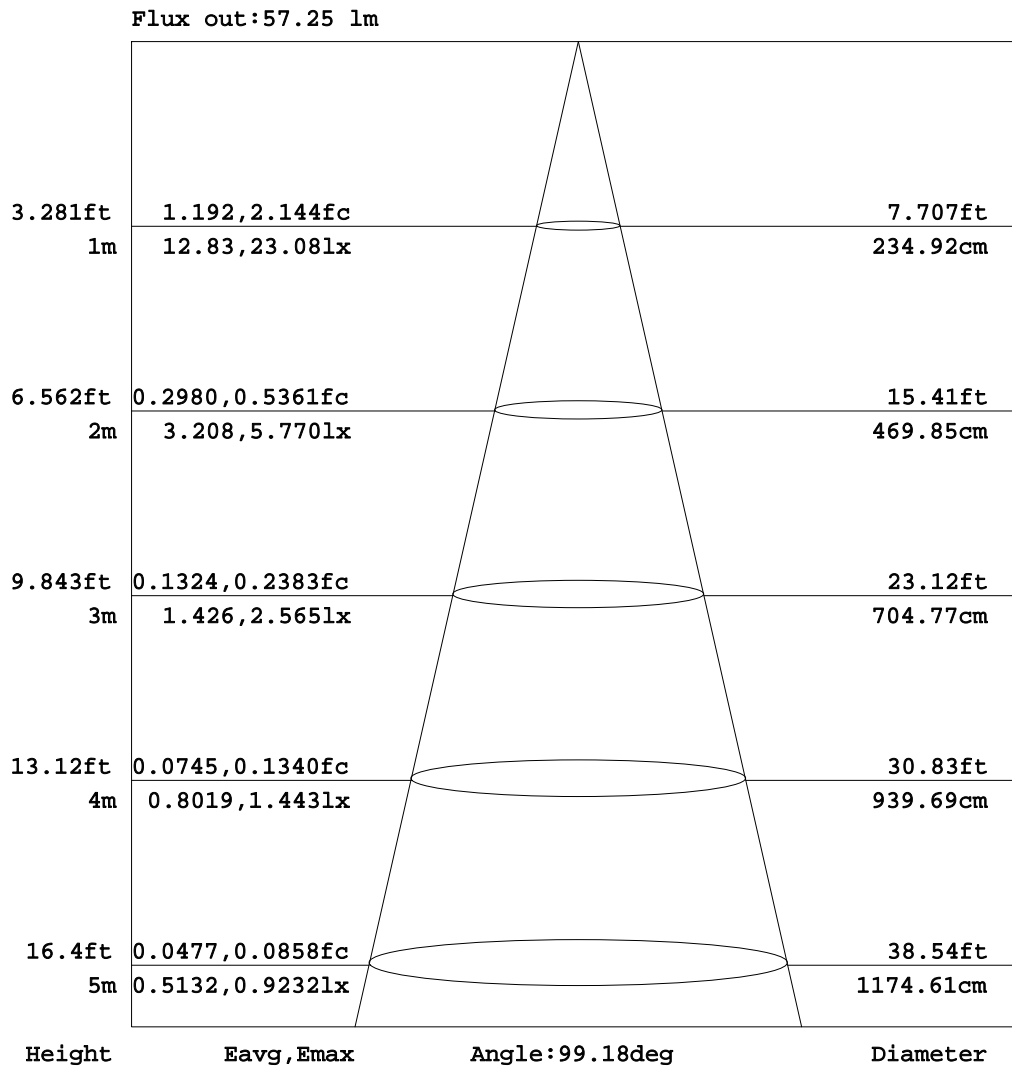 Flux out:57.25 lm
3.281ft 1.192,2.144fc 7.707ft
1m 12.83,23.08lx 234.92cm
6.562ft 0.2980,0.5361fc 15.41ft
2m 3.208,5.770lx 469.85cm
9.843ft 0.1324,0.2383fc 23.12ft
3m 1.426,2.565lx 704.77cm
13.12ft 0.0745,0.1340fc 30.83ft
4m 0.8019,1.443lx 939.69cm
16.4ft 0.0477,0.0858fc 38.54ft
5m 0.5132,0.9232lx 1174.61cm
Height Eavg,Emax Angle:99.18deg Diameter